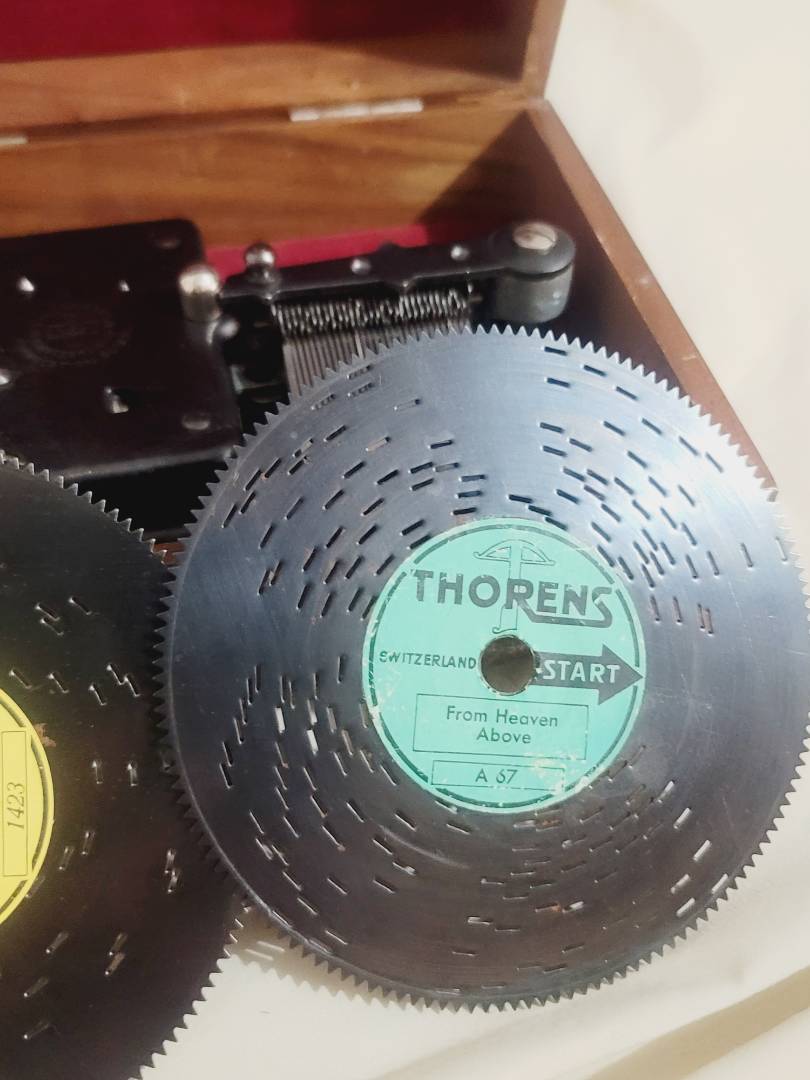 THORENS
SWITZERLAND
START
From Heaven
Above
A 67
1423